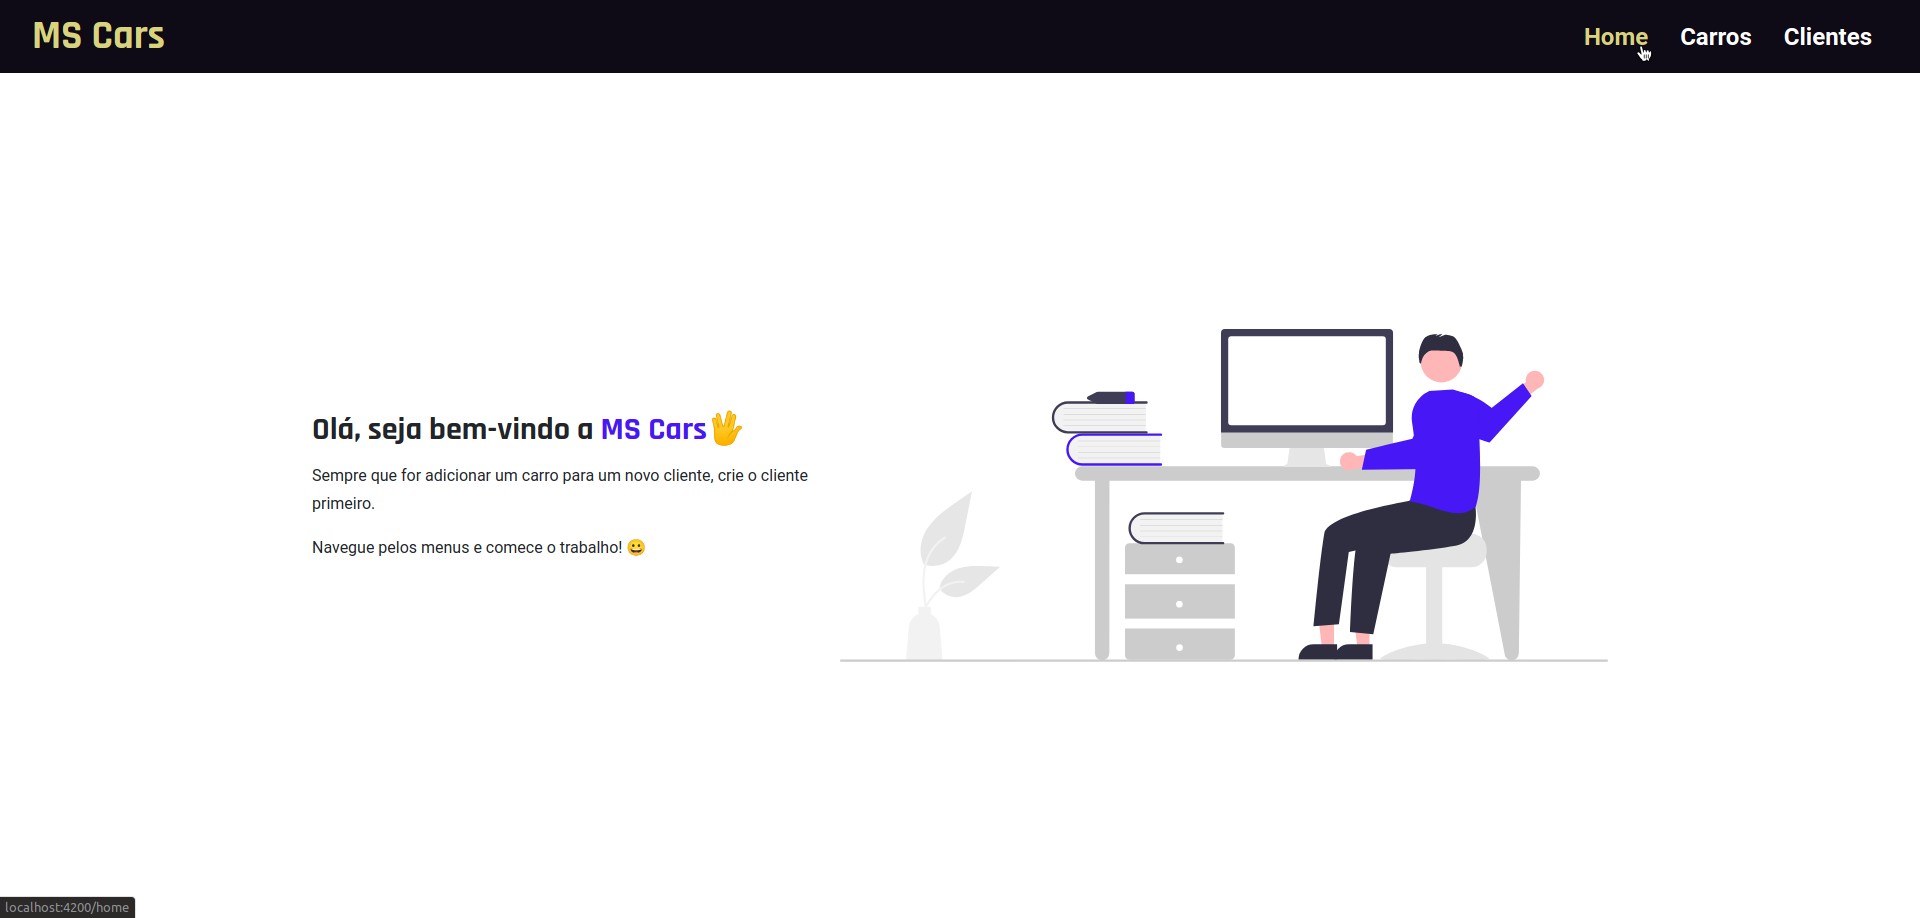 MS Cars
Home Carros Clientes
Olá, seja bem-vindo a MS Cars🖖
Sempre que for adicionar um carro para um novo cliente, crie o cliente
primeiro.
Navegue pelos menus e comece o trabalho! 😀
localhost:4200/home